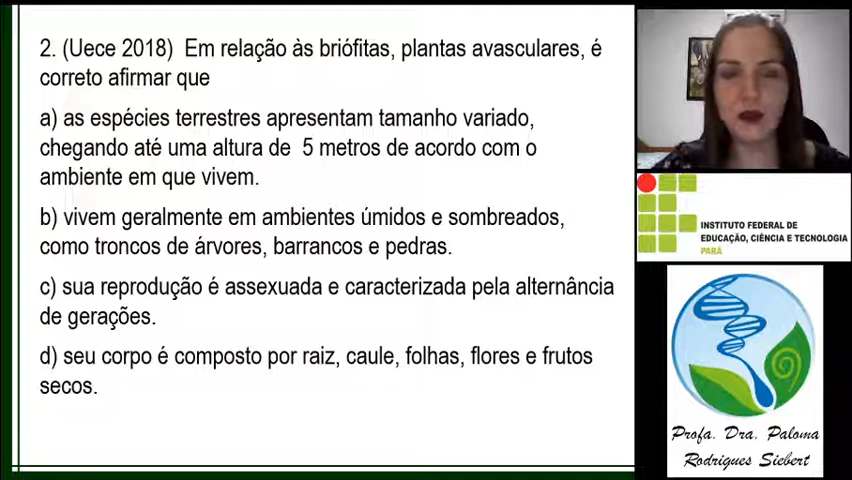 2. (Uece 2018)  Em relação às briófitas, plantas avasculares, é
correto afirmar que
a) as espécies terrestres apresentam tamanho variado,
chegando até uma altura de  5 metros de acordo com o
ambiente em que vivem.
b) vivem geralmente em ambientes úmidos e sombreados,
como troncos de árvores, barrancos e pedras.
c) sua reprodução é assexuada e caracterizada pela alternância
de gerações.
d) seu corpo é composto por raiz, caule, folhas, flores e frutos
secos.
INSTITUTO FEDERAL DE
EDUCAÇÃO, CIÊNCIA E TECNOLOGIA
PARÁ
Profa. Dra. Paloma
Rodrigues Siebert